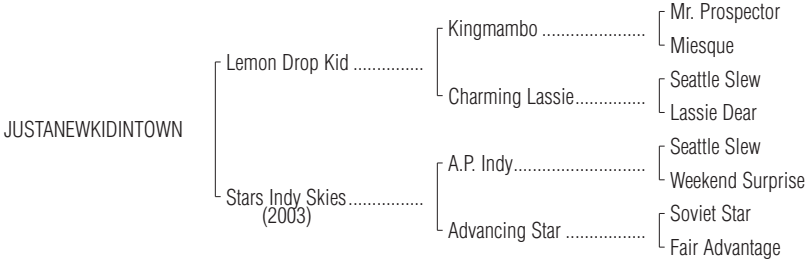 Mr. Prospector
Kingmambo ......................
Miesque
Lemon Drop Kid ...............
Seattle Slew
Charming Lassie...............
Lassie Dear
JUSTANEWKIDINTOWN
Seattle Slew
A.P. Indy............................
Weekend Surprise
Stars Indy Skies................
(2003)
Soviet Star
Advancing Star .................
Fair Advantage